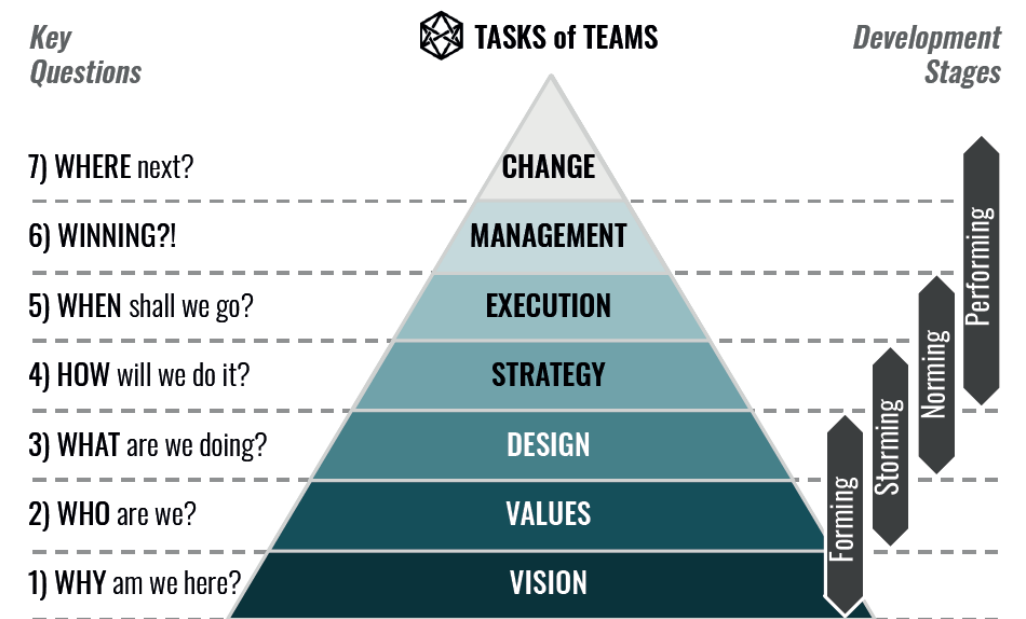 Key
Questions
TASKS of TEAMS
Development
Stages
7) WHERE next?
CHANGE
6) WINNING?!
MANAGEMENT
5) WHEN shall we go?
EXECUTION
4) HOW will we do it?
STRATEGY
3) WHAT are we doing?
DESIGN
2) WHO are we?
VALUES
1) WHY am we here?
VISION
Forming
Storming
Norming
Performing